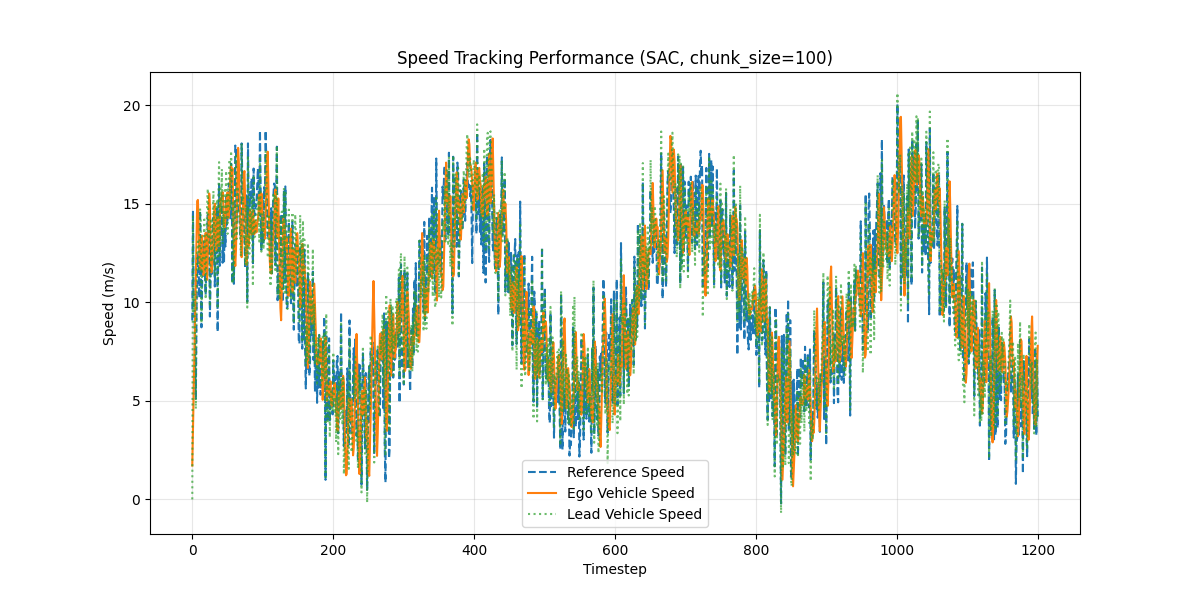 Speed Tracking Performance (SAC, chunk_size=100)
Speed (m/s)
20
15
10
5
0
Reference Speed
Ego Vehicle Speed
Lead Vehicle Speed
0 200 400 600 800 1000 1200
Timestep